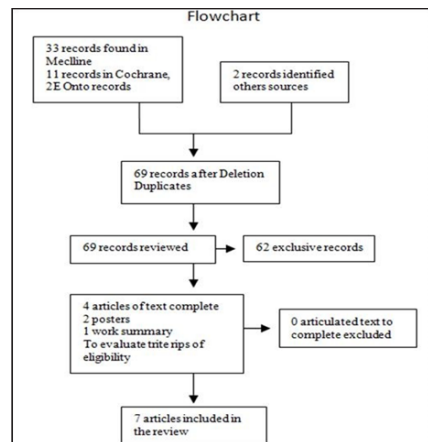 Flowchart
33 records found in
Meclline
11 records in Cochrane,
2E Onto records
2 records identified
others sources
69 records after Deletion
Duplicates
69 records reviewed
62 exclusive records
4 articles of text complete
2 posters
1 work summary
To evaluate trite rips of
eligibility
0 articulated text to
complete excluded
7 articles included in
the review